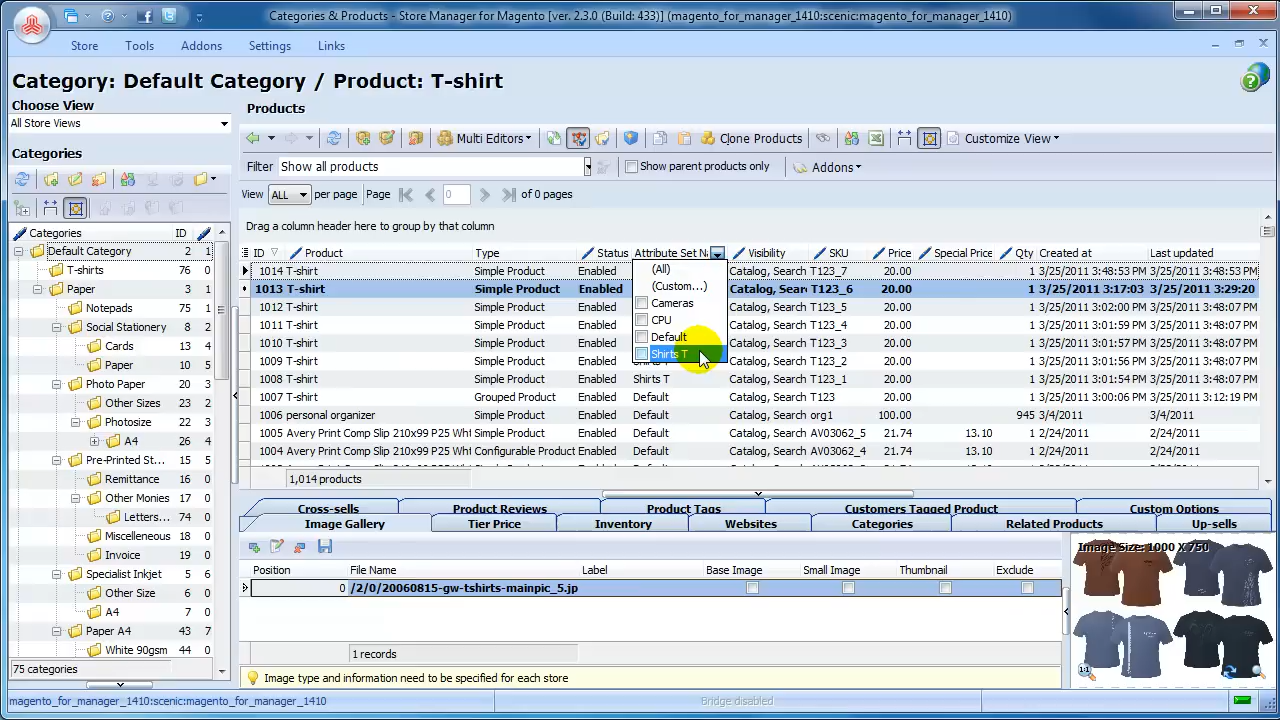 Categories & Products - Store Manager for Magento [ver. 2.3.0 (Build: 433)] (magento_for_manager_1410:scenic:magento_for_manager_1410)
Store Tools Addons Settings Links
Category: Default Category / Product: T-shirt
Choose View
All Store Views
Categories
Categories ID
Default Category 2 1
T-shirts 76 0
Paper 3 1
Notepads 75 1
Social Stationery 8 2
Cards 13 4
Paper 10 5
Photo Paper 23 3
Other Sizes 23 2
Photosize 22 3
A4 26 4
Pre-Printed St... 15 5
Remittance 16 0
Other Monies 17 0
Letters... 74 0
Miscelleneous 18 0
Invoice 19 0
Specialist Inkjet 5 6
Other Size 6 0
A4 7 0
Paper A4 43 7
White 90gsm 44 0
75 categories
Products
Multi Editors Clone Products Customize View
Filter Show all products Show parent products only Addons
View ALL per page Page 0 of 0 pages
Drag a column header here to group by that column
ID Product Type Status Attribute Set Na Visibility SKU Price Special Price Qty Created at Last updated
1014 T-shirt Simple Product Enabled Catalog, Search T123_7 20.00 1 3/25/2011 3:48:53 PM 3/25/2011 3:48:53 PM
1013 T-shirt Simple Product Enabled Catalog, Searc T123_6 20.00 1 3/25/2011 3:17:03 3/25/2011 3:29:20
1012 T-shirt Simple Product Enabled Catalog, Search T123_5 20.00 1 3/25/2011 3:01:59 PM 3/25/2011 3:48:07 PM
1011 T-shirt Simple Product Enabled Catalog, Search T123_4 20.00 1 3/25/2011 3:01:59 PM 3/25/2011 3:48:07 PM
1010 T-shirt Simple Product Enabled Catalog, Search T123_3 20.00 1 3/25/2011 3:01:57 PM 3/25/2011 3:48:07 PM
1009 T-shirt Simple Product Enabled Shirts T Catalog, Search T123_2 20.00 1 3/25/2011 3:01:56 PM 3/25/2011 3:48:07 PM
1008 T-shirt Simple Product Enabled Shirts T Catalog, Search T123_1 20.00 1 3/25/2011 3:01:54 PM 3/25/2011 3:48:07 PM
1007 T-shirt Grouped Product Enabled Default Catalog, Search T123 20.00 1 3/25/2011 3:00:06 PM 3/25/2011 3:12:19 PM
1006 personal organizer Simple Product Enabled Default Catalog, Search org1 100.00 945 3/4/2011 3/4/2011
1005 Avery Print Comp Slip 210x99 P25 Wht Simple Product Enabled Default Catalog, Search AV03062_5 21.74 13.10 1 2/24/2011 2/24/2011
1004 Avery Print Comp Slip 210x99 P25 Wht Configurable Product Enabled Default Catalog, Search AV03062_4 21.74 13.10 1 2/24/2011 2/24/2011
(All)
(Custom...)
Cameras
CPU
Default
Shirts T
1,014 products
Cross-sells Product Reviews Product Tags Customers Tagged Product Custom Options
Image Gallery Tier Price Inventory Websites Categories Related Products Up-sells
Position File Name Label Base Image Small Image Thumbnail Exclude
0 /2/0/20060815-gw-tshirts-mainpic_5.jp
1 records
Image type and information need to be specified for each store
Image Size: 1000 X 750
1:1
magento_for_manager_1410:scenic:magento_for_manager_1410 Bridge disabled